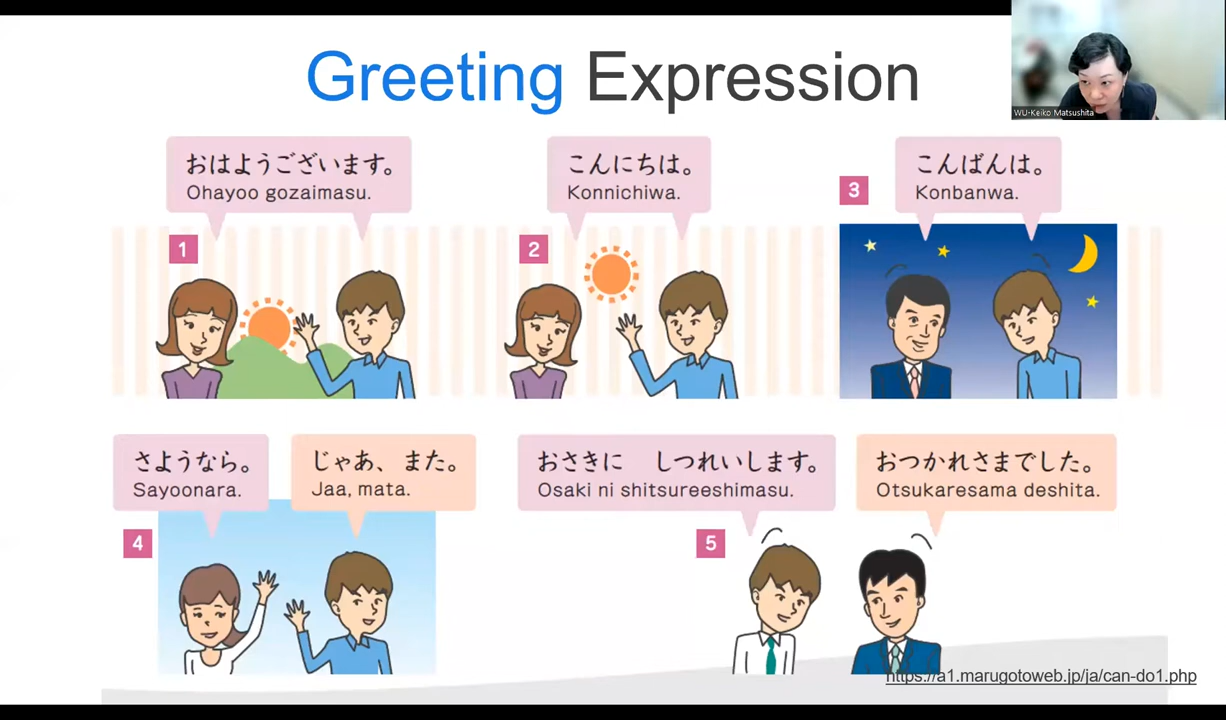 Greeting Expression
WU-Keiko Matsushita
おはようございます。
Ohayoo gozaimasu.
1
こんにちは。
Konnichiwa.
2
こんばんは。
Konbanwa.
3
さようなら。
Sayoonara.
じゃあ、また。
Jaa, mata.
4
おさきに　しつれいします。
Osaki ni shitsureeshimasu.
おつかれさまでした。
Otsukaresama deshita.
5
https://a1.marugotoweb.jp/ja/can-do1.php